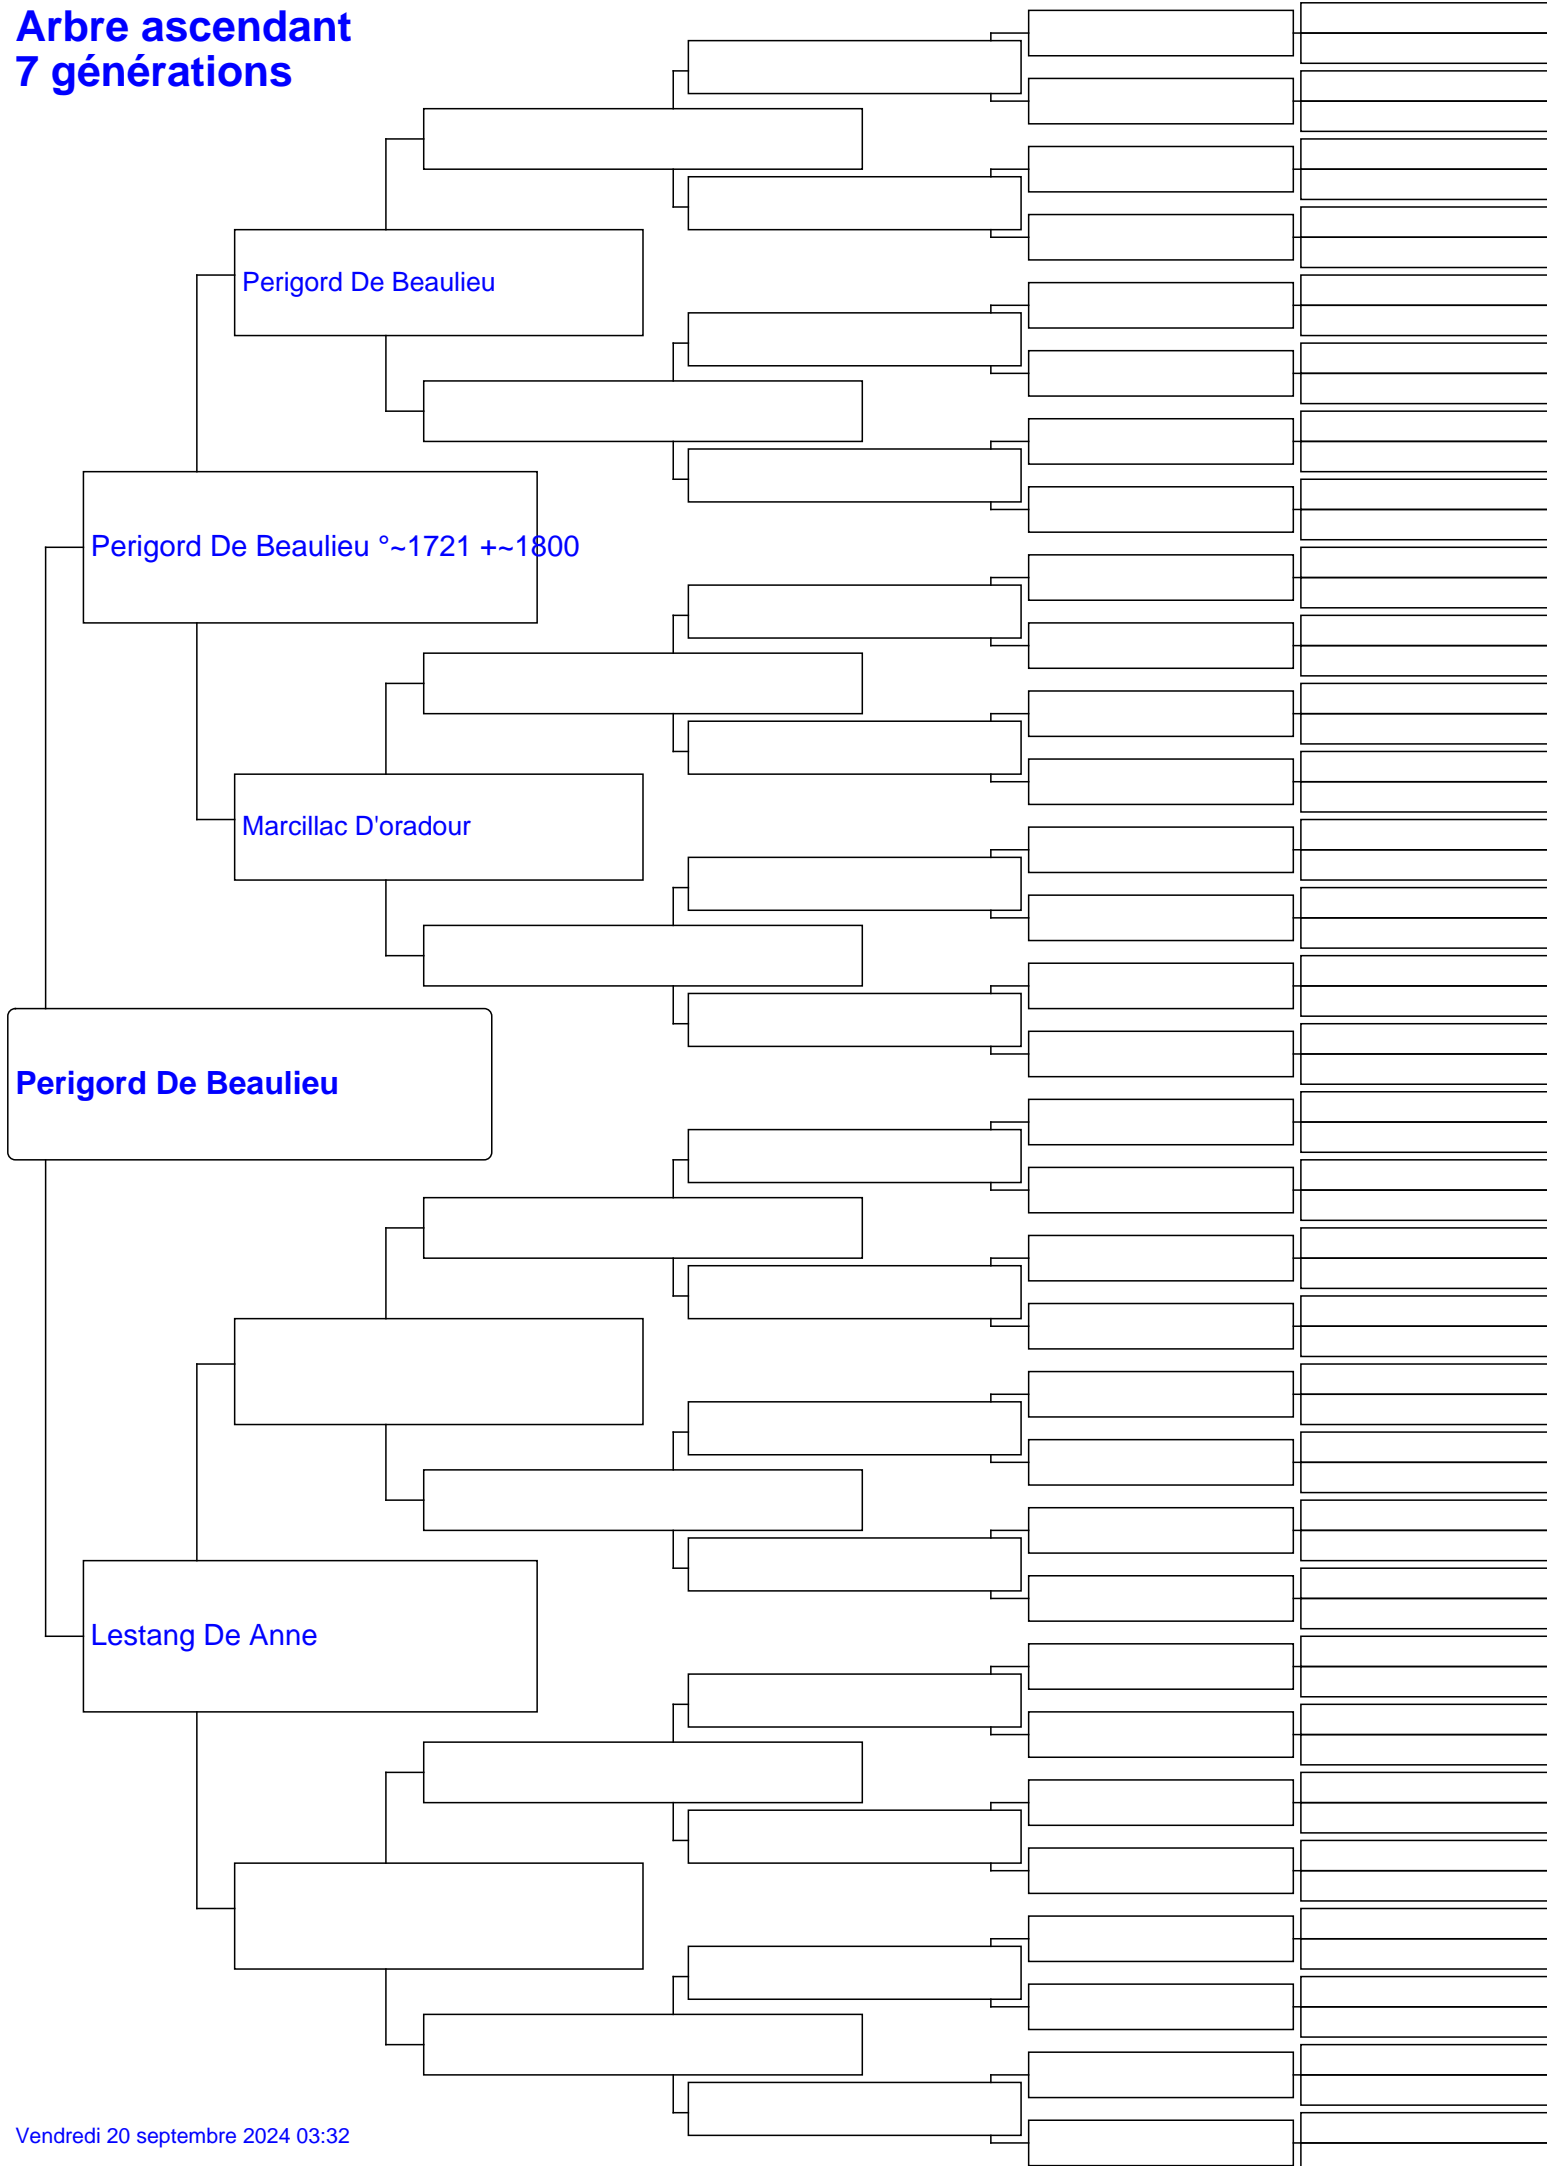 Arbre ascendant
7 générations
Perigord De Beaulieu
Perigord De Beaulieu °~1721 +~1800
Marcillac D'oradour
Perigord De Beaulieu
Lestang De Anne
Vendredi 20 septembre 2024 03:32